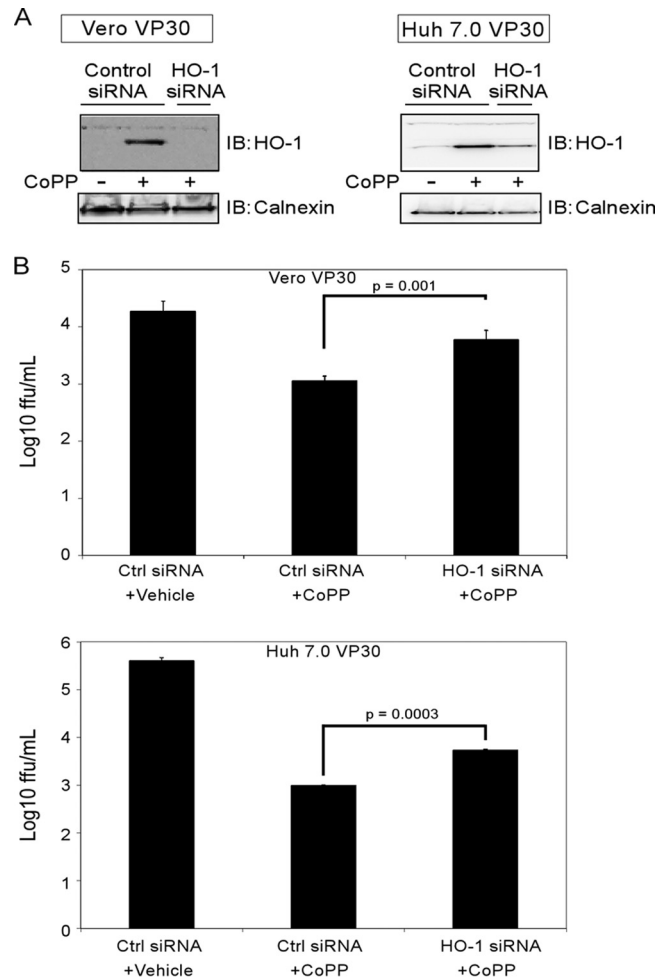 A
Vero VP30
Huh 7.0 VP30
Control siRNA
HO-1 siRNA
Control siRNA
HO-1 siRNA
IB:HO-1
IB:HO-1
CoPP - + +
CoPP - + +
IB:Calnexin
IB:Calnexin
B
Vero VP30
p = 0.001
Log10 ffu/mL
5
4
3
2
1
0
Ctrl siRNA
+Vehicle
Ctrl siRNA
+CoPP
HO-1 siRNA
+CoPP
Huh 7.0 VP30
p = 0.0003
Log10 ffu/mL
6
5
4
3
2
1
0
Ctrl siRNA
+Vehicle
Ctrl siRNA
+CoPP
HO-1 siRNA
+CoPP